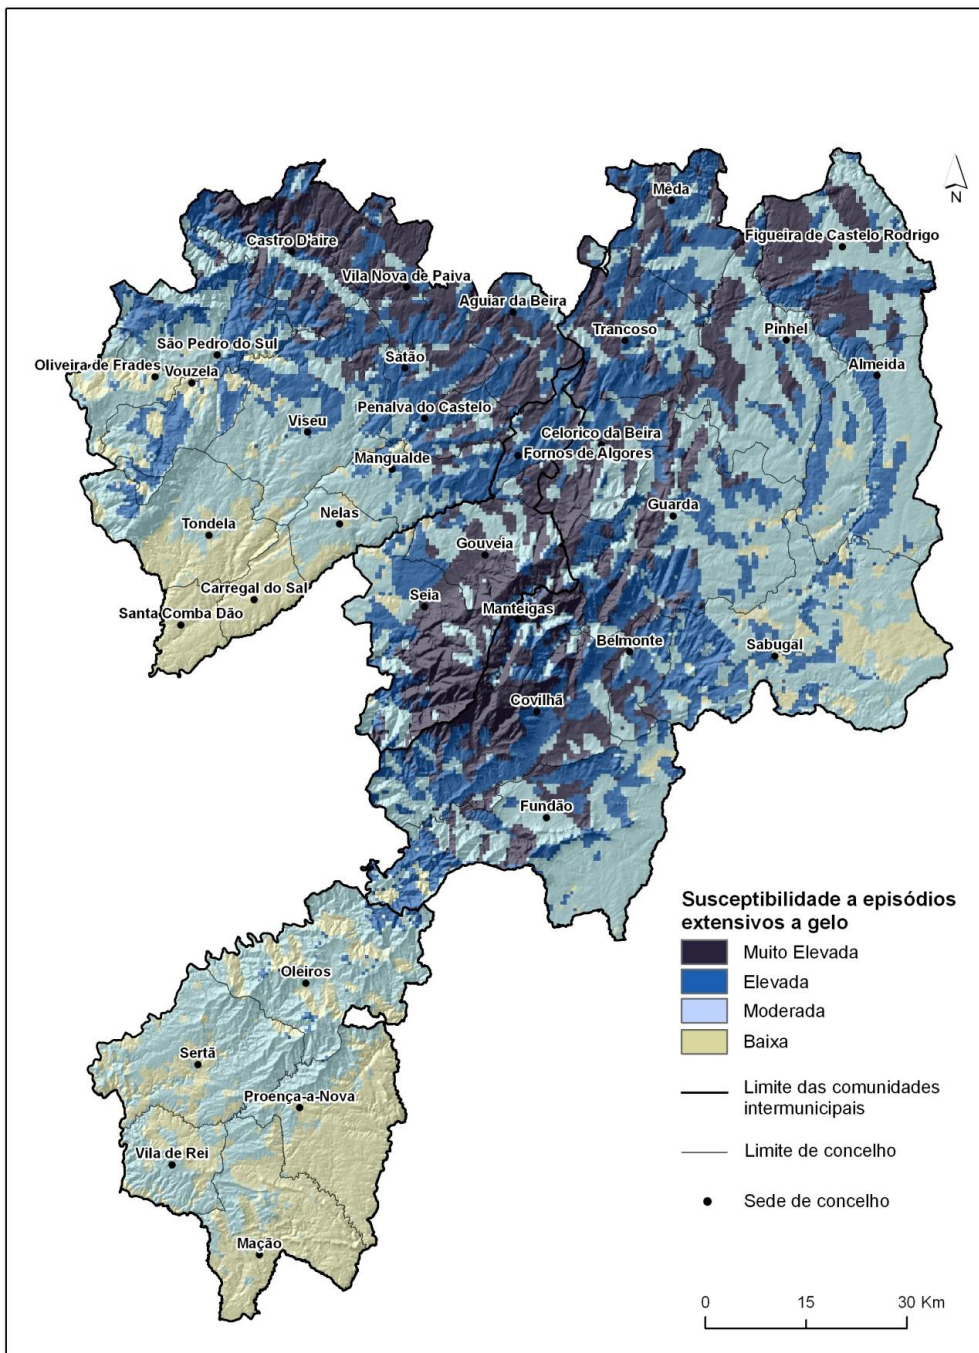 N
Méda
Figueira de Castelo Rodrigo
Castro D'aire
Vila Nova de Paiva
Aguiar da Beira
Trancoso
Pinhel
São Pedro do Sul
Oliveira de Frades
Vouzela
Satão
Almeida
Penalva do Castelo
Viseu
Celorico da Beira
Fornos de Algores
Mangualde
Guarda
Nelas
Tondela
Gouveia
Carregal do Sal
Seia
Manteigas
Santa Comba Dão
Belmonte
Sabugal
Covilhã
Fundão
Susceptibilidade a episódios
extensivos a gelo
Muito Elevada
Elevada
Moderada
Baixa
Limite das comunidades
intermunicipais
Limite de concelho
Sede de concelho
Oleiros
Sertã
Proença-a-Nova
Vila de Rei
Mação
0 15 30 Km